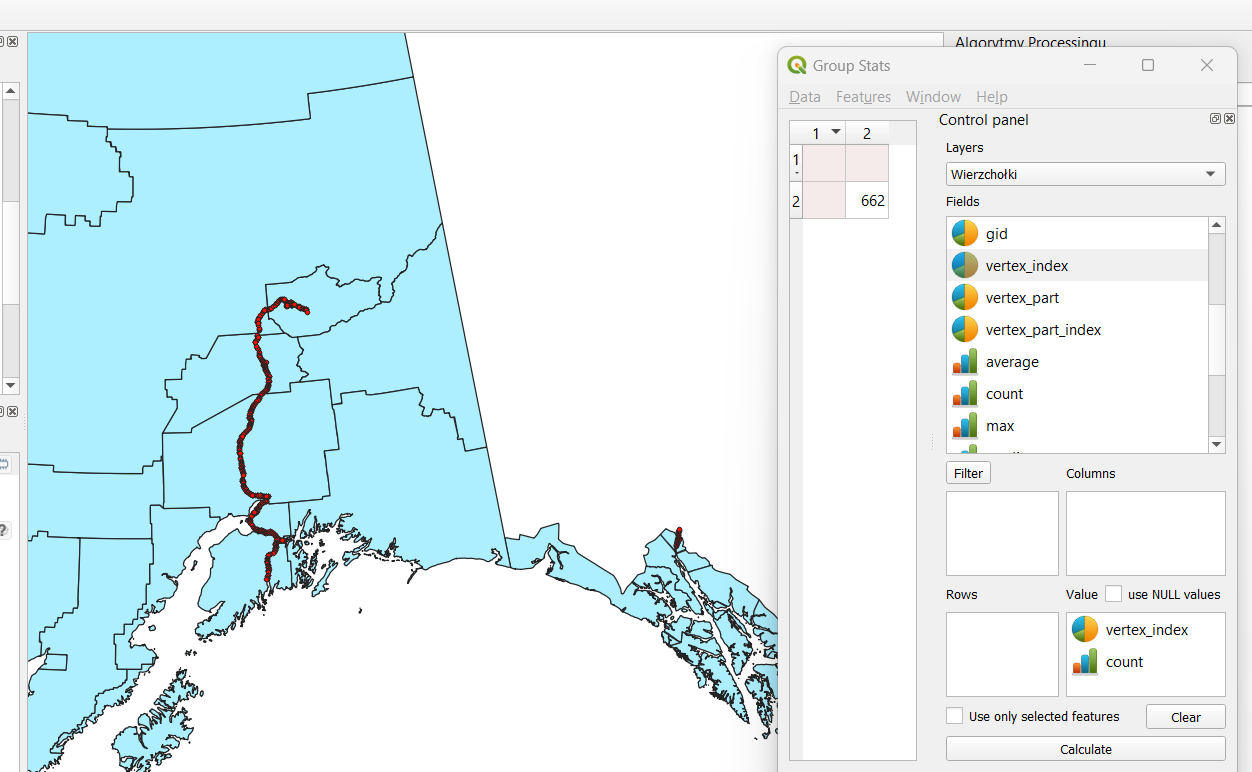 Algorytmy Processingu
Group Stats
Data Features Window Help
Control panel
1 2
Layers
1
Wierzchołki
2 662
Fields
gid
vertex_index
vertex_part
vertex_part_index
average
count
max
Filter Columns
Rows Value use NULL values
vertex_index
count
Use only selected features Clear
Calculate
?